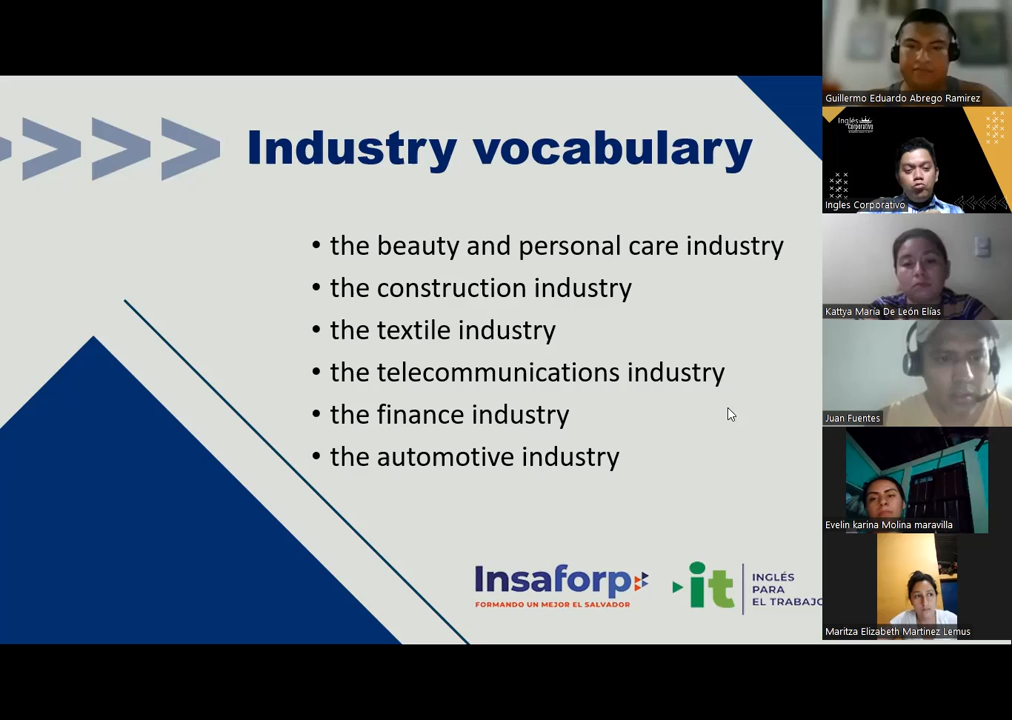 Industry vocabulary
• the beauty and personal care industry
• the construction industry
• the textile industry
• the telecommunications industry
• the finance industry
• the automotive industry
Insaforp
FORMANDO UN MEJOR EL SALVADOR
it
INGLÉS
PARA
EL TRABAJO
Guillermo Eduardo Abrego Ramirez
Inglés
Corporativo
Ingles Corporativo
Kattya María De León Elías
Juan Fuentes
Evelin karina Molina maravilla
Maritza Elizabeth Martinez Lemus